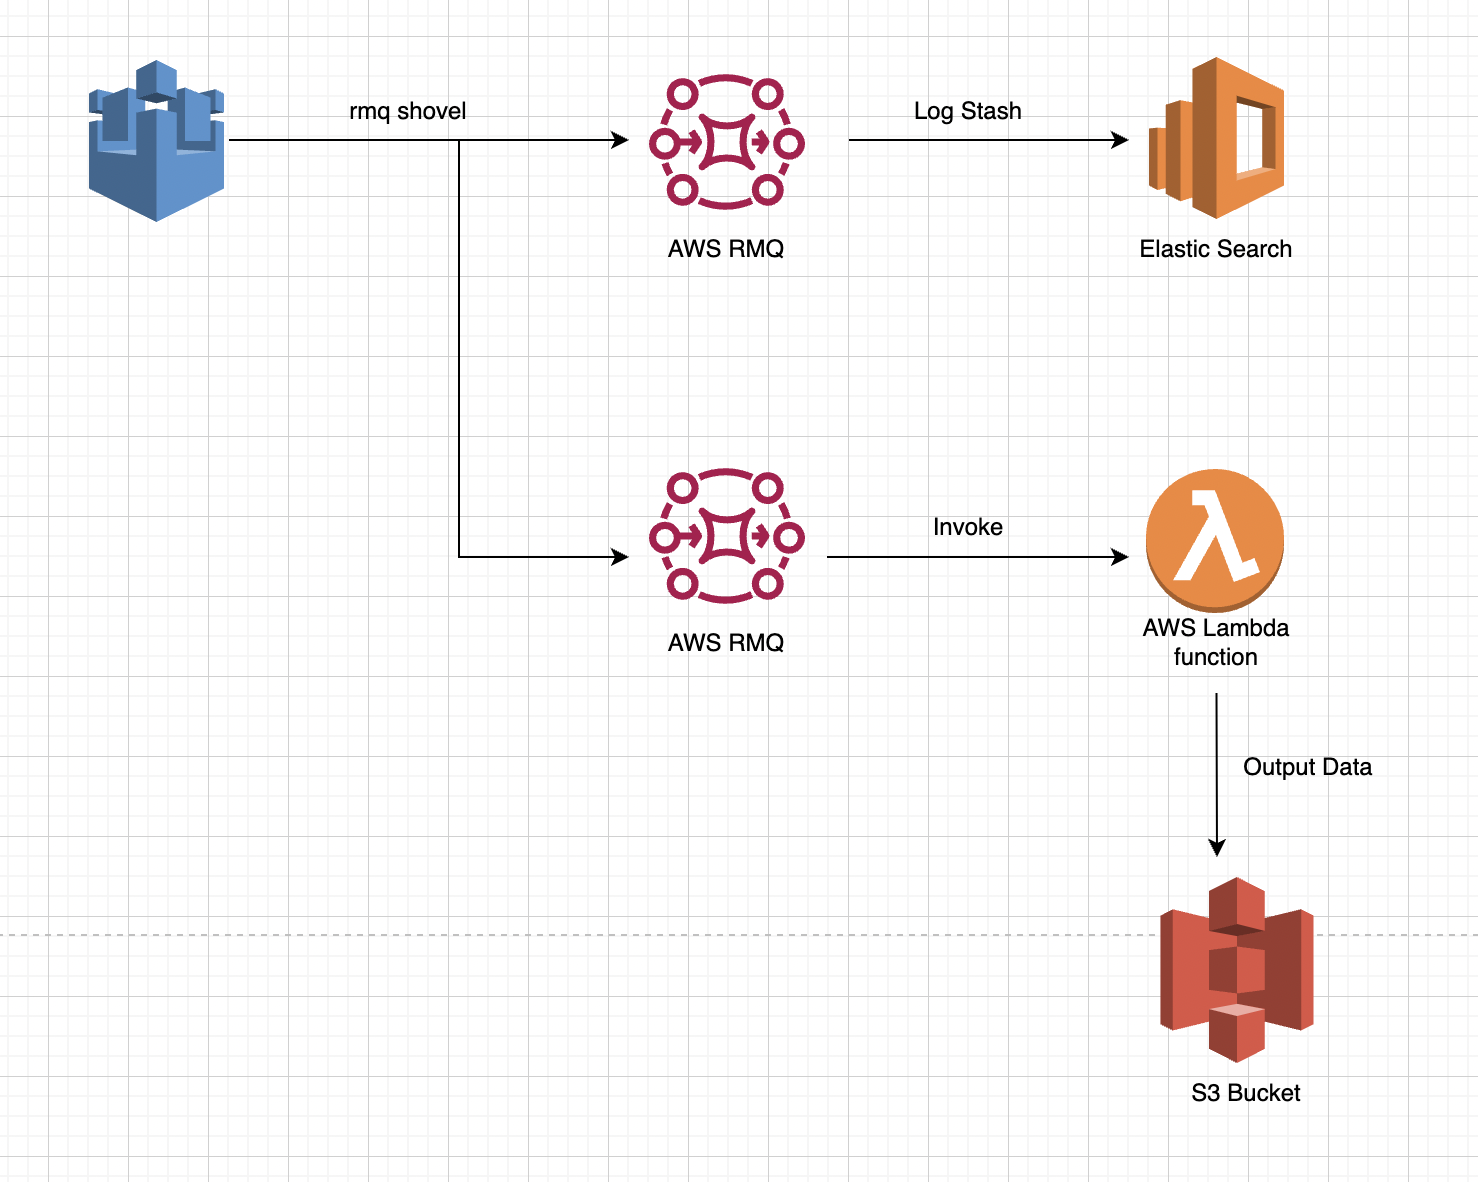 rmq shovel
Log Stash
AWS RMQ
Elastic Search
Invoke
AWS RMQ
AWS Lambda
function
Output Data
S3 Bucket